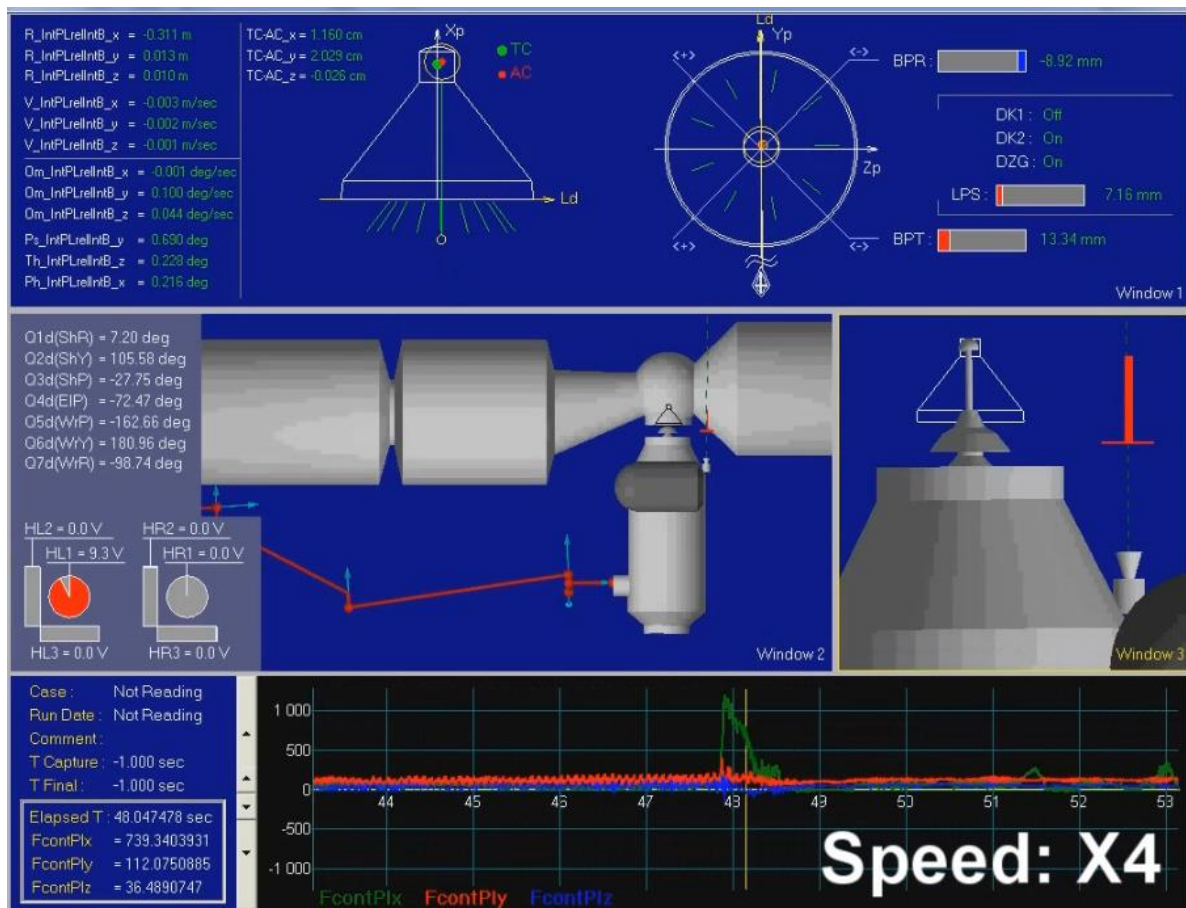 R_IntPLrelIntB_x = -0.311 m
R_IntPLrelIntB_y = 0.013 m
R_IntPLrelIntB_z = 0.010 m
V_IntPLrelIntB_x = -0.003 m/sec
V_IntPLrelIntB_y = -0.002 m/sec
V_IntPLrelIntB_z = -0.001 m/sec
Om_IntPLrelIntB_x = -0.001 deg/sec
Om_IntPLrelIntB_y = 0.100 deg/sec
Om_IntPLrelIntB_z = 0.044 deg/sec
Ps_IntPLrelIntB_y = 0.690 deg
Th_IntPLrelIntB_z = 0.228 deg
Ph_IntPLrelIntB_x = 0.216 deg
TC-AC_x = 1.160 cm
TC-AC_y = 2.029 cm
TC-AC_z = -0.026 cm
Xp
TC
AC
Ld
Ld
Yp
<+>
<->
Zp
<+>
<->
BPR : -8.92 mm
DK1 : Off
DK2 : On
DZG : On
LPS : 7.16 mm
BPT : 13.34 mm
Window 1
Q1d(ShR) = 7.20 deg
Q2d(ShY) = 105.58 deg
Q3d(ShP) = -27.75 deg
Q4d(ElP) = -72.47 deg
Q5d(WrP) = -162.66 deg
Q6d(WrY) = 180.96 deg
Q7d(WrR) = -98.74 deg
HL2 = 0.0 V HR2 = 0.0 V
HL1 = 9.3 V HR1 = 0.0 V
HL3 = 0.0 V HR3 = 0.0 V
Window 2
Window 3
Case : Not Reading
Run Date : Not Reading
Comment :
T Capture : -1.000 sec
T Final : -1.000 sec
Elapsed T : 48.047478 sec
FcontPlx = 739.3403931
FcontPly = 112.0750885
FcontPlz = 36.4890747
1 000
500
0
-500
-1 000
44 45 46 47 48 49 50 51 52 53
FcontPlx FcontPly FcontPlz
Speed: X4